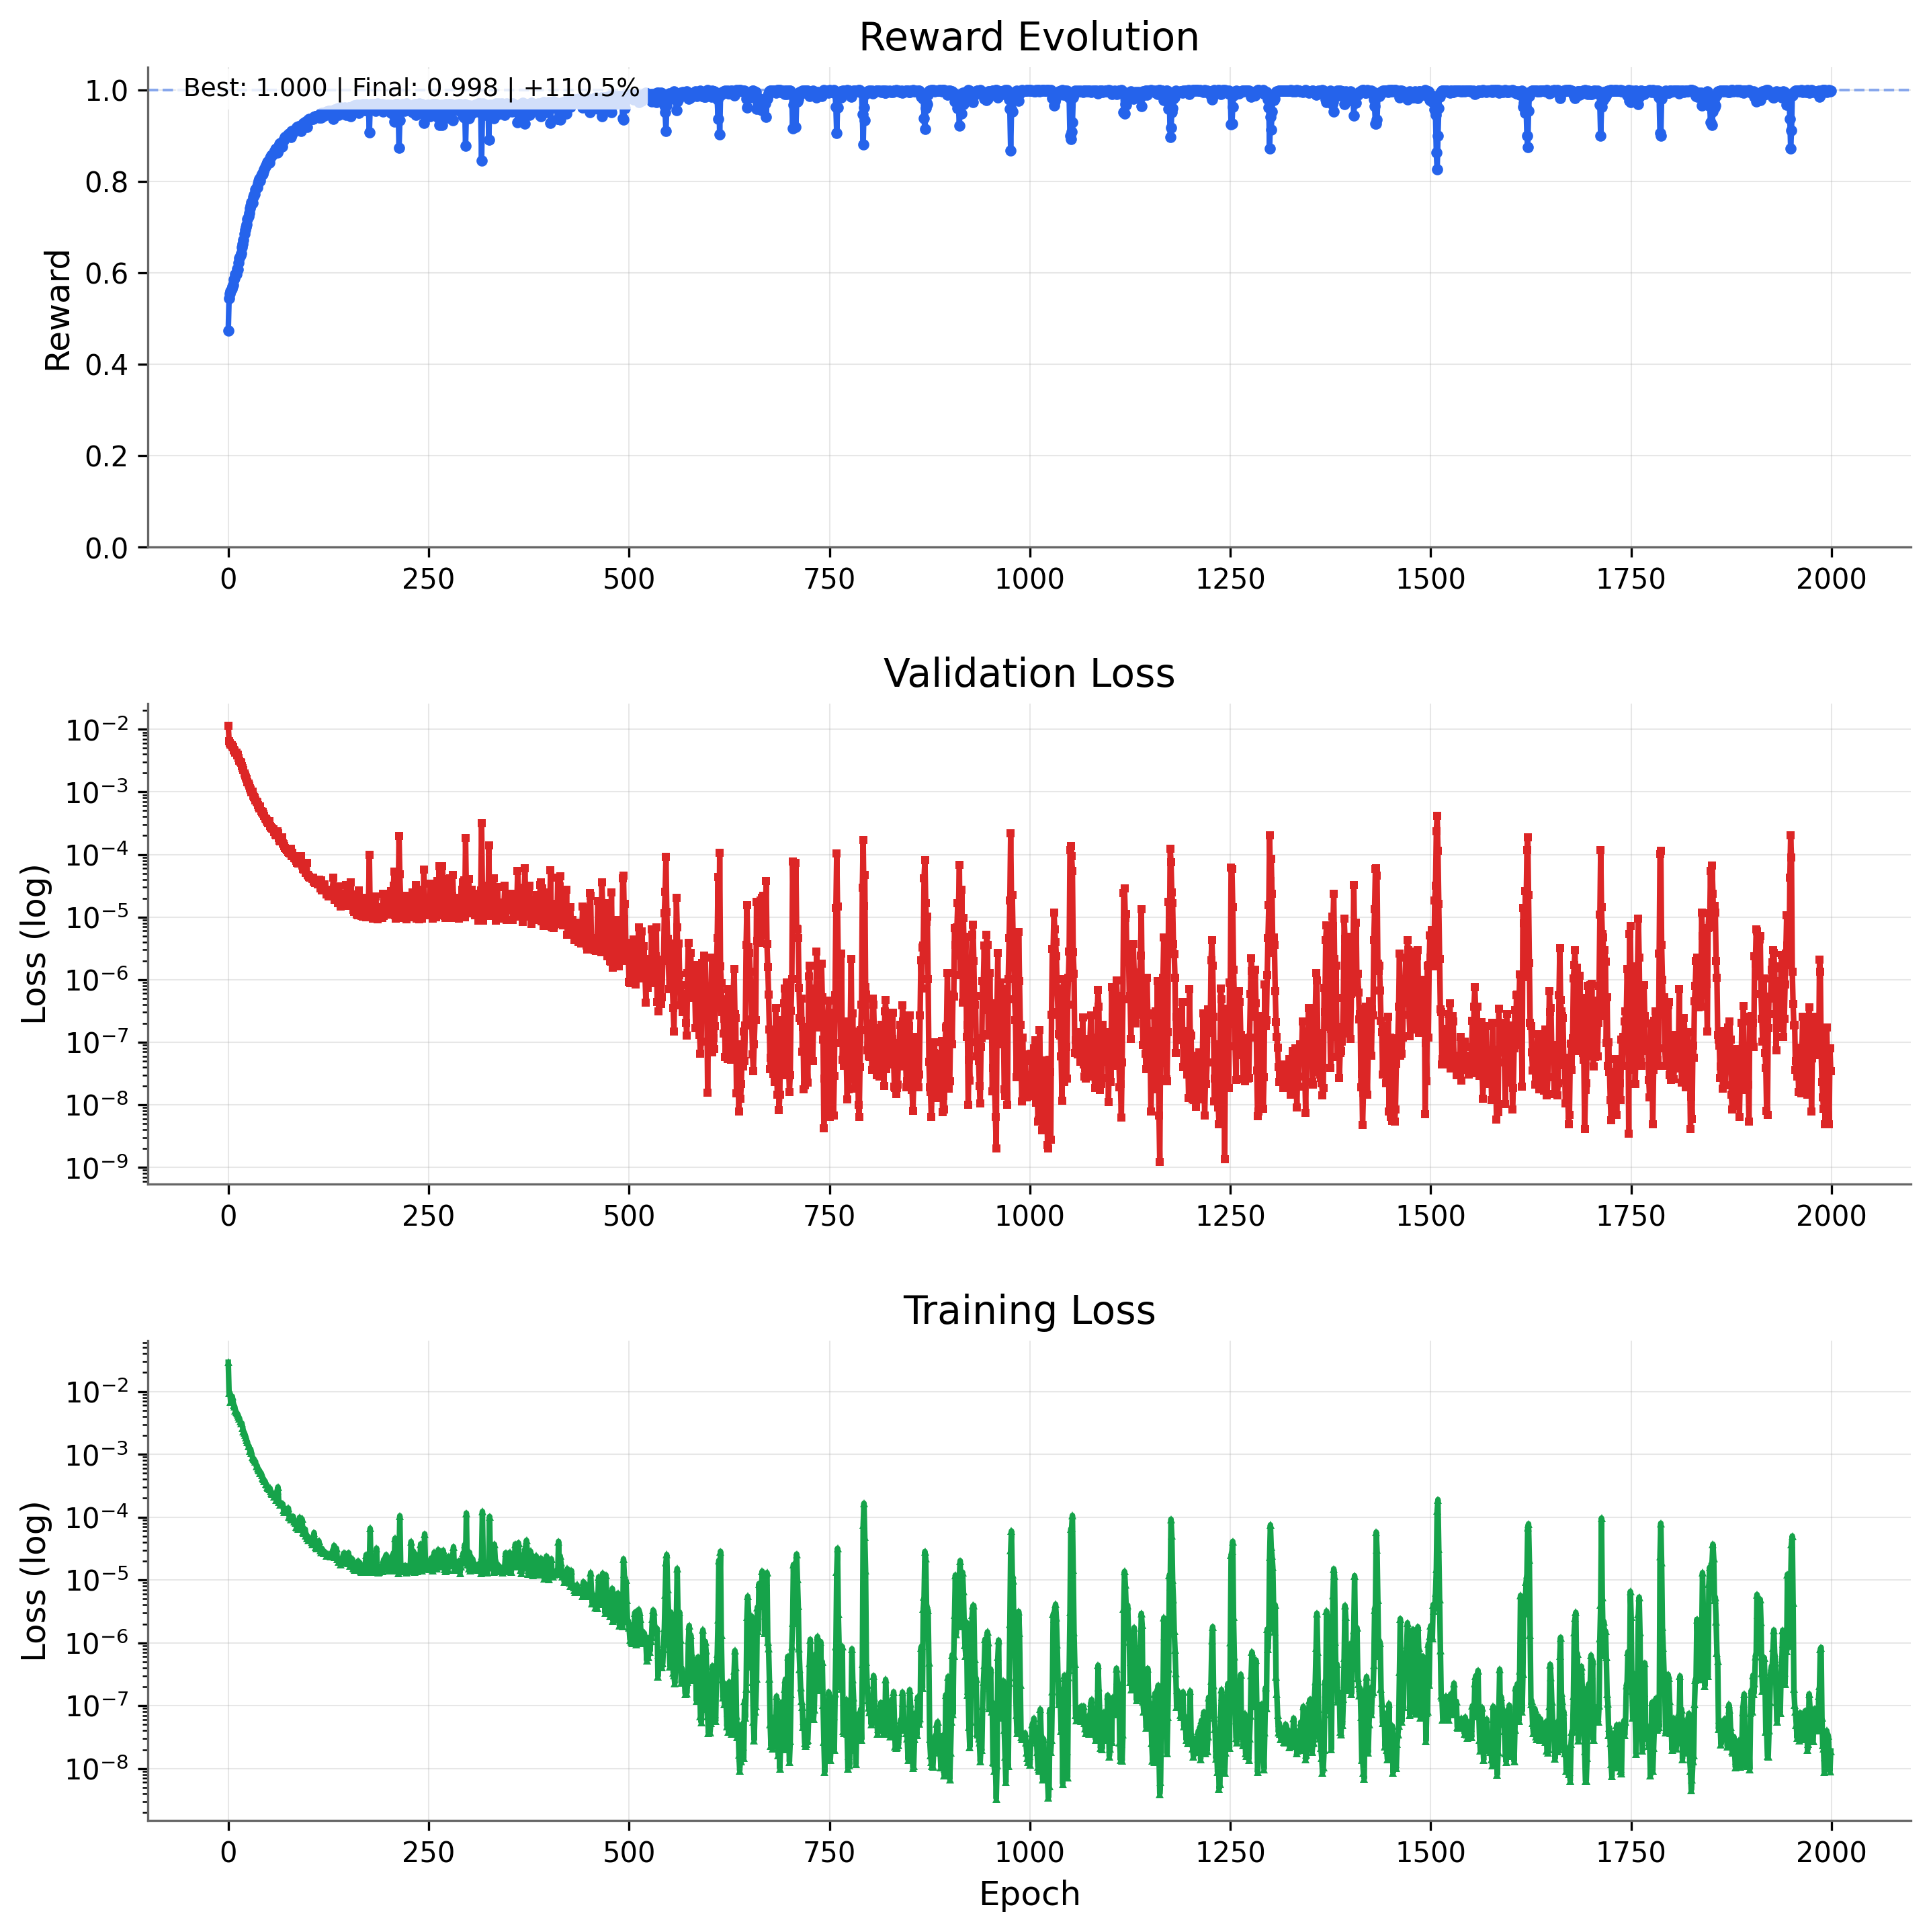 Reward Evolution
Best: 1.000 | Final: 0.998 | +110.5%
1.0
0.8
0.6
0.4
0.2
0.0
Reward
0 250 500 750 1000 1250 1500 1750 2000
Validation Loss
10⁻²
10⁻³
10⁻⁴
10⁻⁵
10⁻⁶
10⁻⁷
10⁻⁸
10⁻⁹
Loss (log)
0 250 500 750 1000 1250 1500 1750 2000
Training Loss
10⁻²
10⁻³
10⁻⁴
10⁻⁵
10⁻⁶
10⁻⁷
10⁻⁸
Loss (log)
0 250 500 750 1000 1250 1500 1750 2000
Epoch